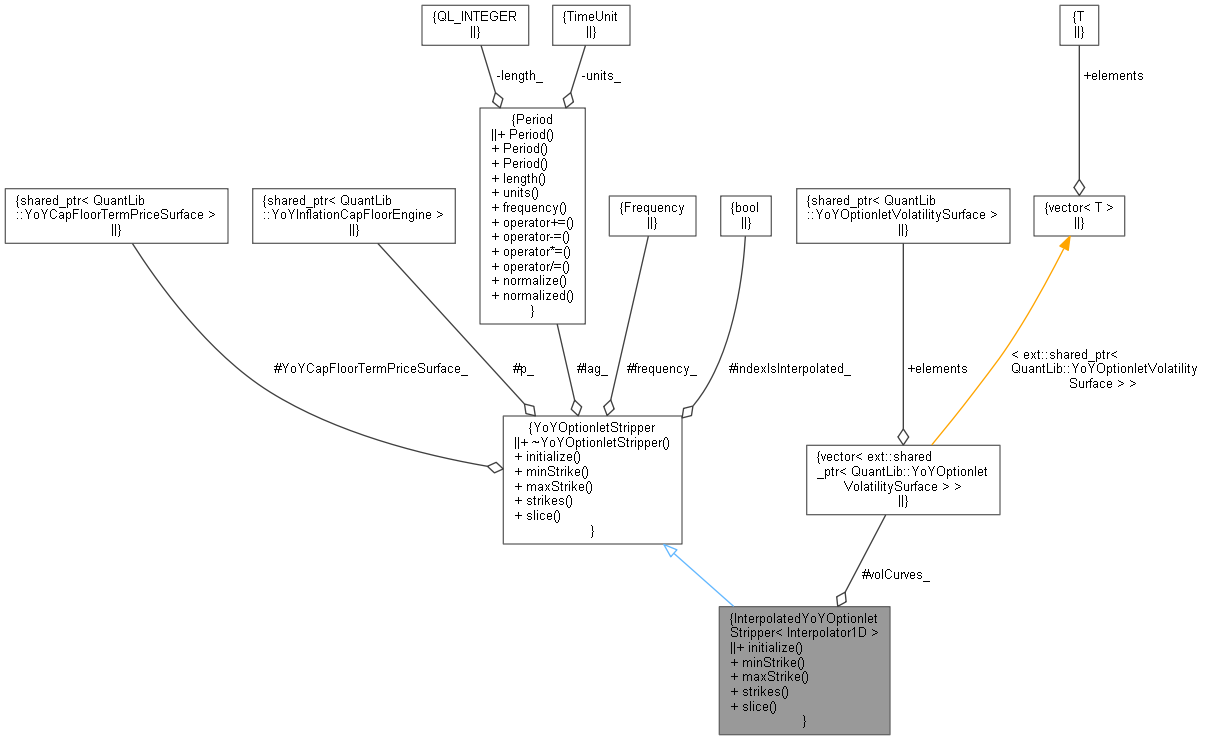 {QL_INTEGER
||}
{TimeUnit
||}
{T
||}
-length_
-units_
+elements
{Period
||+ Period()
+ Period()
+ Period()
+ length()
+ units()
+ frequency()
+ operator+=()
+ operator-=()
+ operator*=()
+ operator/=()
+ normalize()
+ normalized()
}
{shared_ptr< QuantLib
::YoYCapFloorTermPriceSurface >
||}
{shared_ptr< QuantLib
::YoYInflationCapFloorEngine >
||}
{Frequency
||}
{bool
||}
{shared_ptr< QuantLib
::YoYOptionletVolatilitySurface >
||}
{vector< T >
||}
#YoYCapFloorTermPriceSurface_
#p_
#lag_
#frequency_
#indexIsInterpolated_
+elements
< ext::shared_ptr<
QuantLib::YoYOptionletVolatility
Surface > >
{YoYOptionletStripper
||+ ~YoYOptionletStripper()
+ initialize()
+ minStrike()
+ maxStrike()
+ strikes()
+ slice()
}
{vector< ext::shared
_ptr< QuantLib::YoYOptionlet
VolatilitySurface > >
||}
#volCurves_
{InterpolatedYoYOptionlet
Stripper< Interpolator1D >
||+ initialize()
+ minStrike()
+ maxStrike()
+ strikes()
+ slice()
}